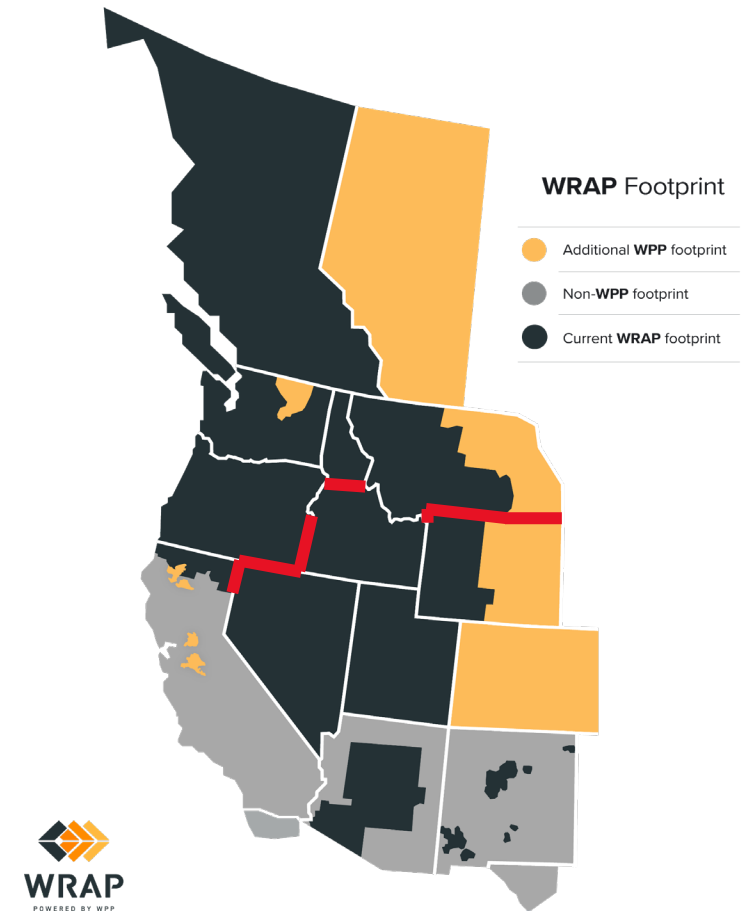 WRAP Footprint
Additional WPP footprint
Non-WPP footprint
Current WRAP footprint
WRAP
POWERED BY WPP